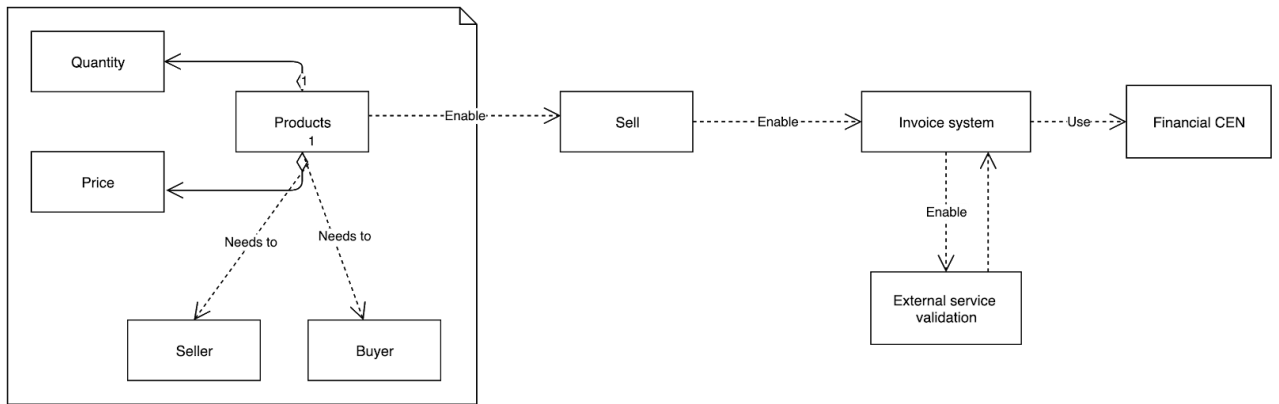 Quantity
1
Products
1
Enable
Sell
Enable
Invoice system
Use
Financial CEN
Price
Needs to
Needs to
Enable
Seller
Buyer
External service
validation